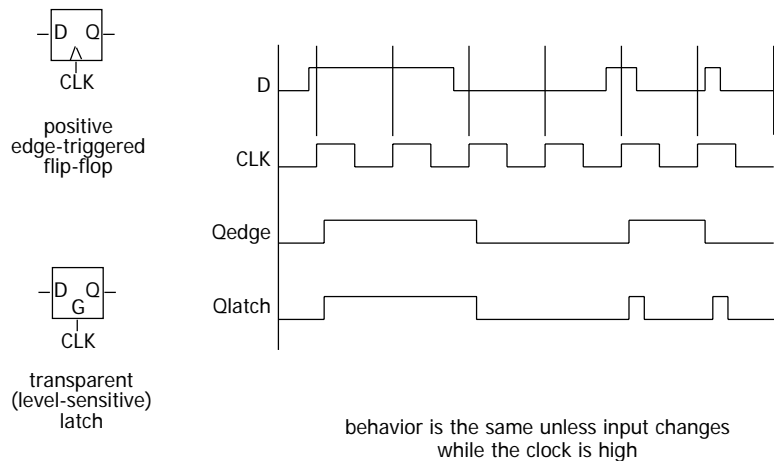 D Q
CLK
positive
edge-triggered
flip-flop
D Q
G
CLK
transparent
(level-sensitive)
latch
D
CLK
Qedge
Qlatch
behavior is the same unless input changes
while the clock is high